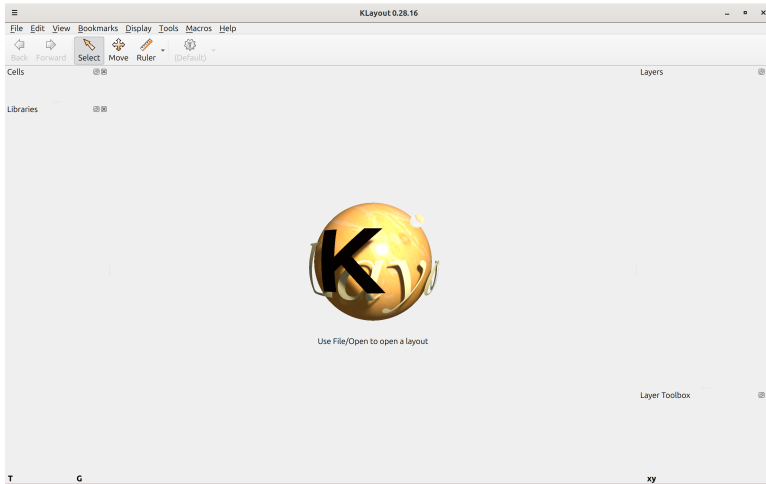 KLayout 0.28.16
File Edit View Bookmarks Display Tools Macros Help
Back Forward Select Move Ruler (Default)
Cells
Layers
Libraries
K
Layout
Use File/Open to open a layout
Layer Toolbox
T G xy